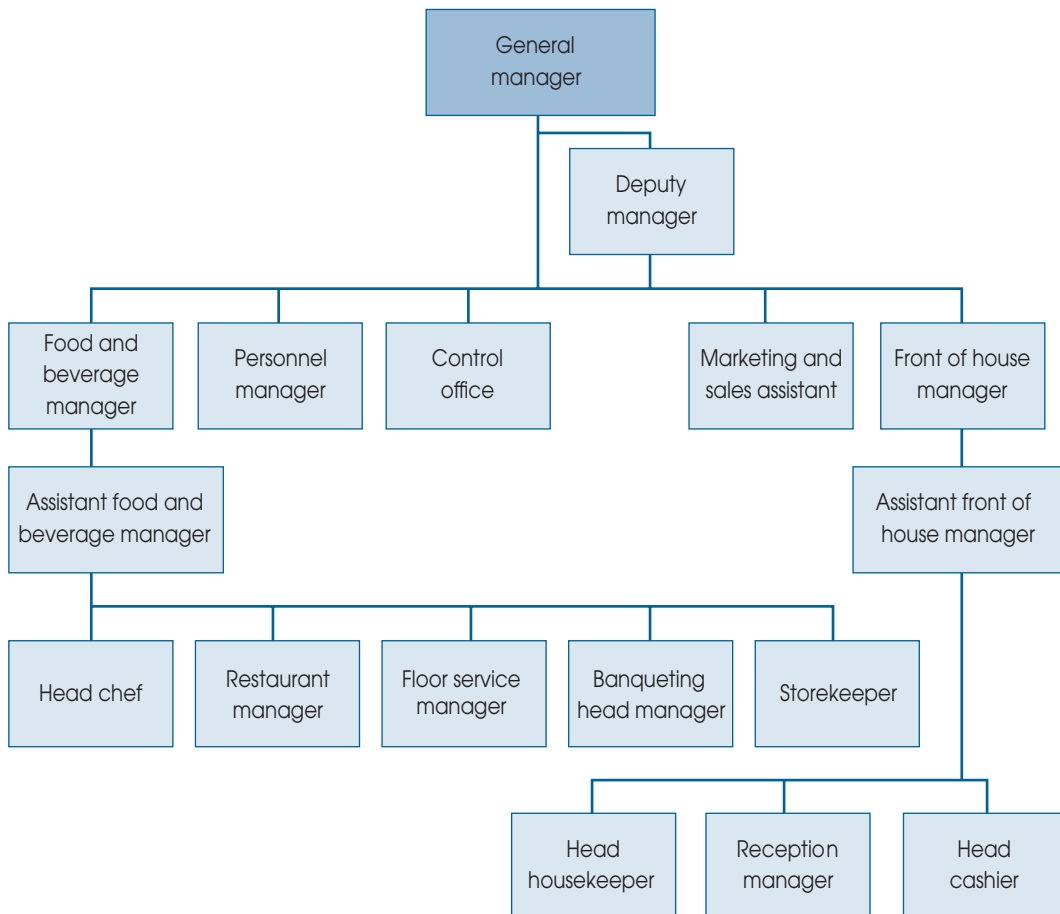 General
manager
Deputy
manager
Food and
beverage
manager
Personnel
manager
Control
office
Marketing and
sales assistant
Front of house
manager
Assistant food and
beverage manager
Assistant front of
house manager
Head chef
Restaurant
manager
Floor service
manager
Banqueting
head manager
Storekeeper
Head
housekeeper
Reception
manager
Head
cashier